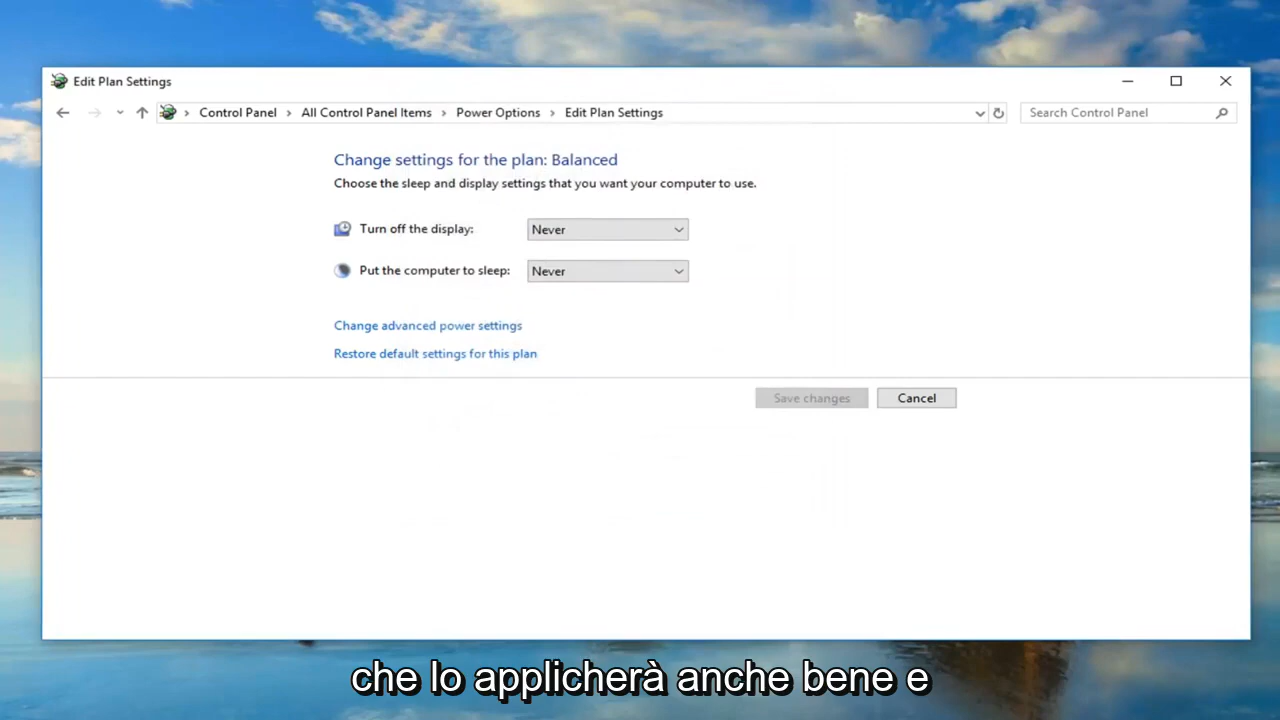 Edit Plan Settings
Control Panel › All Control Panel Items › Power Options › Edit Plan Settings
Search Control Panel
Change settings for the plan: Balanced
Choose the sleep and display settings that you want your computer to use.
Turn off the display: Never
Put the computer to sleep: Never
Change advanced power settings
Restore default settings for this plan
Save changes Cancel
che lo applicherà anche bene e